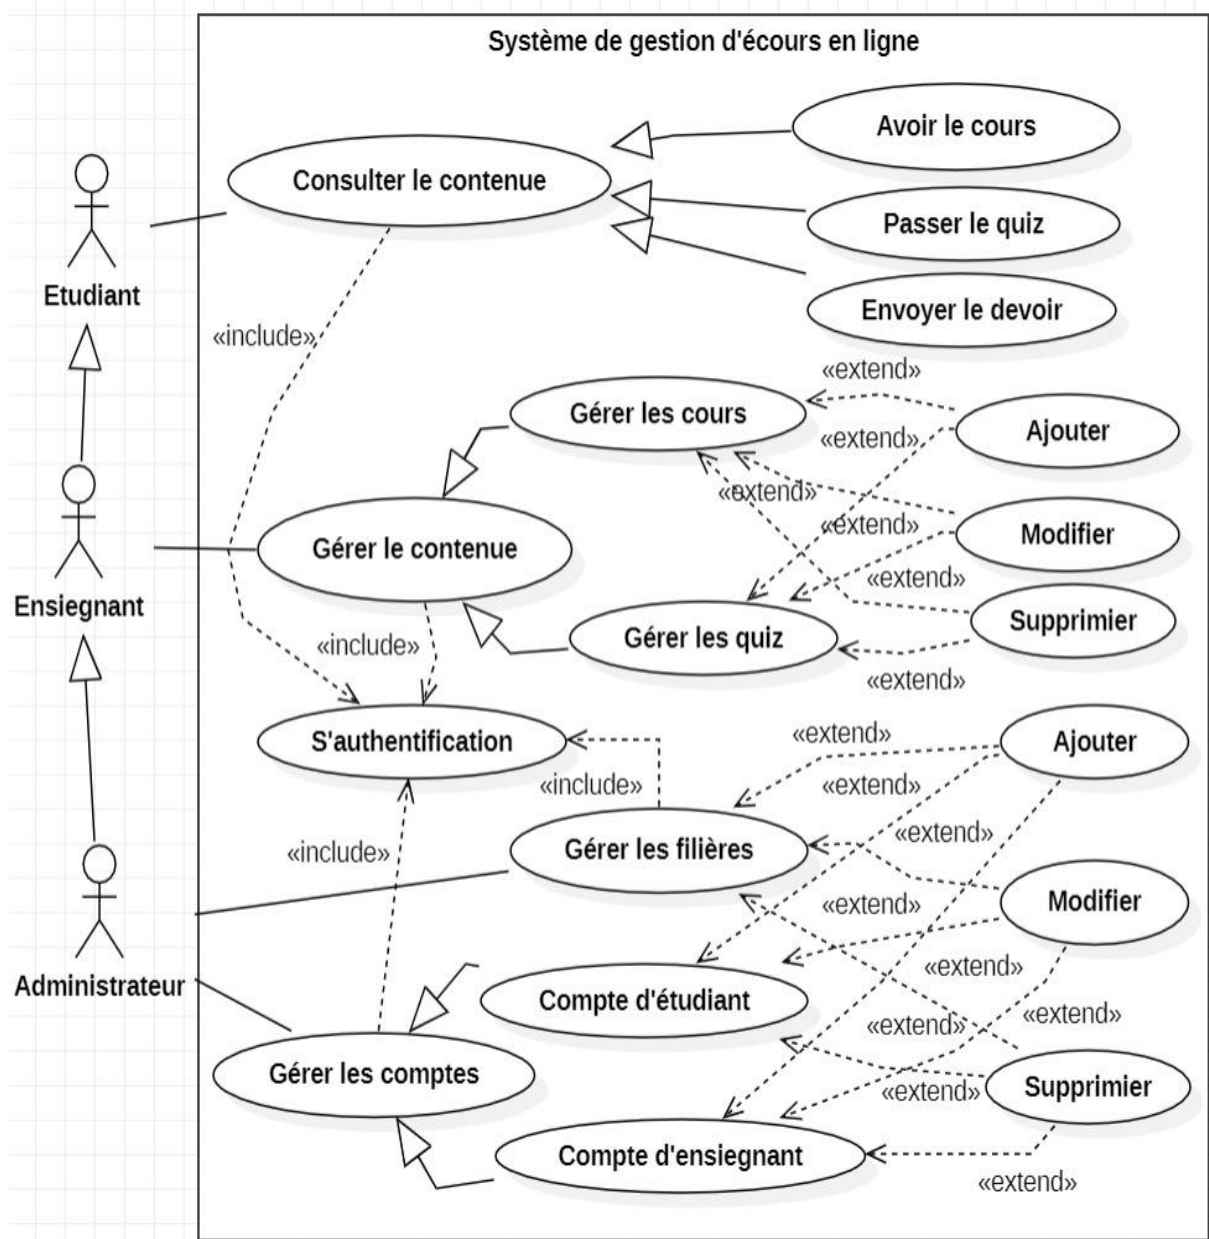 Système de gestion d'écours en ligne
Avoir le cours
Consulter le contenue
Passer le quiz
Etudiant
Envoyer le devoir
«include»
«extend»
Gérer les cours
Ajouter
«extend»
«extend»
«extend»
Modifier
Gérer le contenue
«extend»
Ensiegnant
Supprimier
Gérer les quiz
«include»
«extend»
S'authentification
«extend»
Ajouter
«include»
«extend»
«extend»
Gérer les filières
«include»
Modifier
«extend»
«extend»
Administrateur
Compte d'étudiant
«extend»
«extend»
Gérer les comptes
Supprimier
«extend»
Compte d'ensiegnant
«extend»